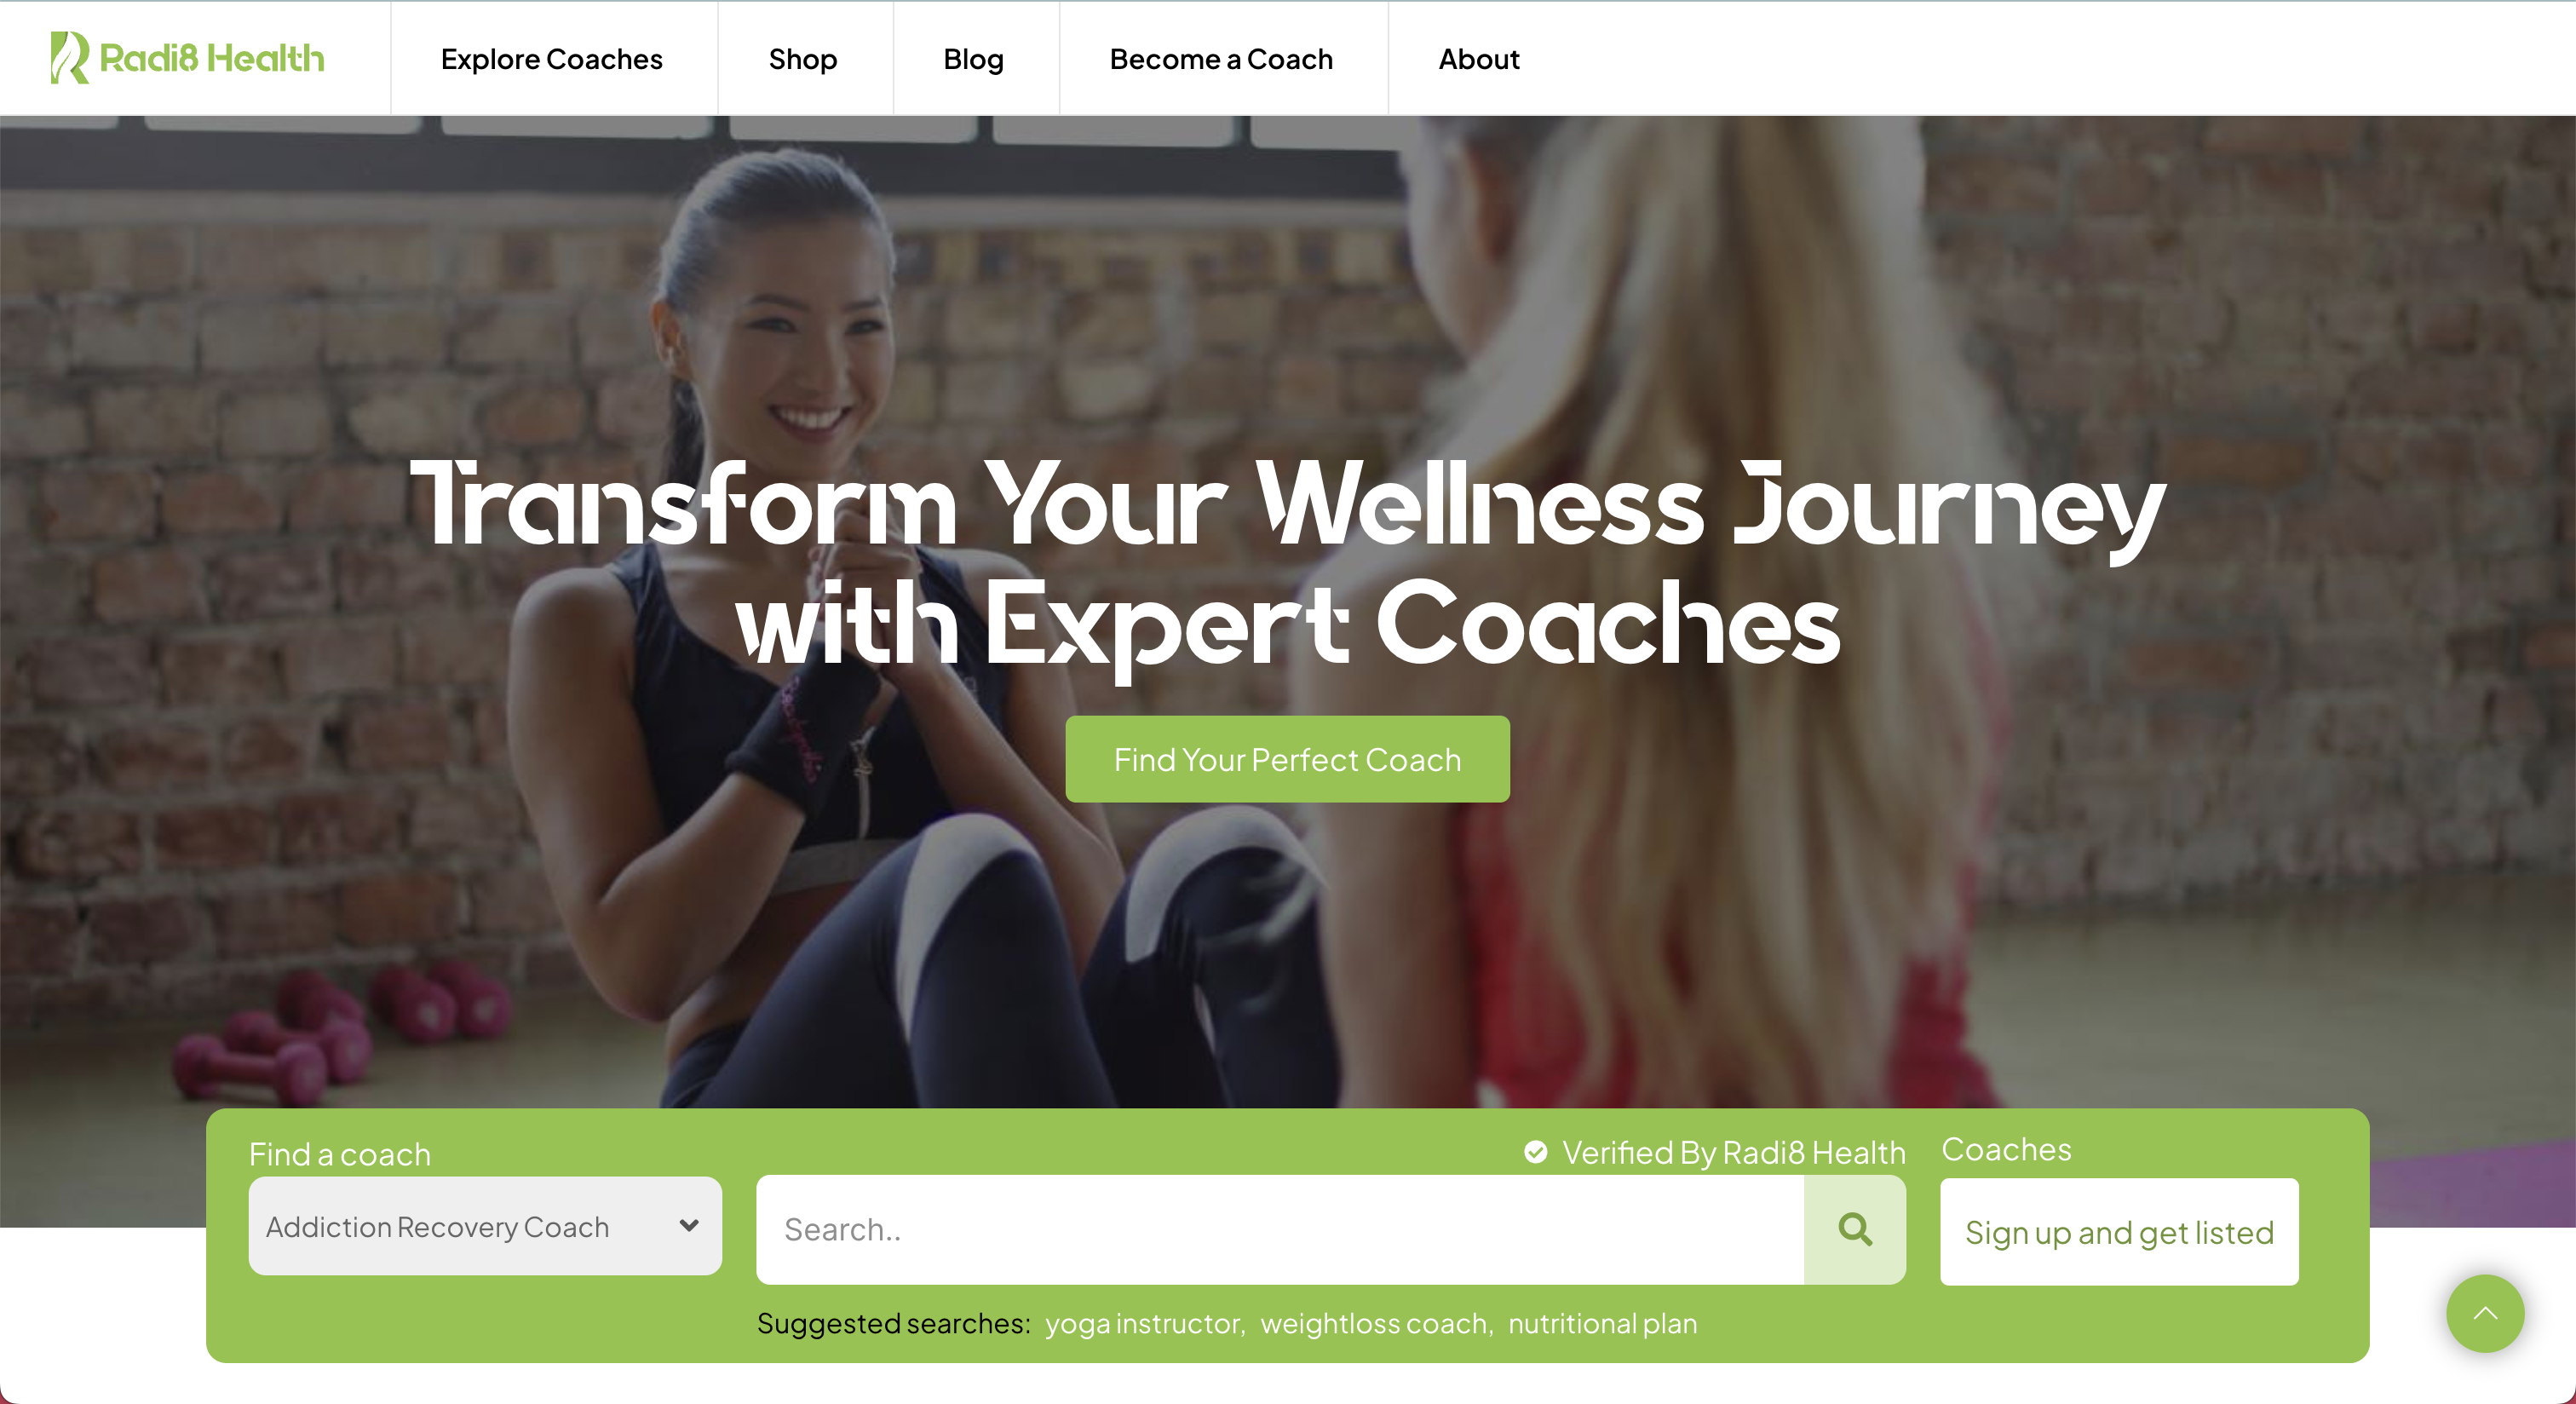 Radi8 Health
Explore Coaches
Shop
Blog
Become a Coach
About
Transform Your Wellness Journey
with Expert Coaches
Find Your Perfect Coach
Find a coach
Verified By Radi8 Health
Coaches
Addiction Recovery Coach
Search..
Sign up and get listed
Suggested searches: yoga instructor, weightloss coach, nutritional plan